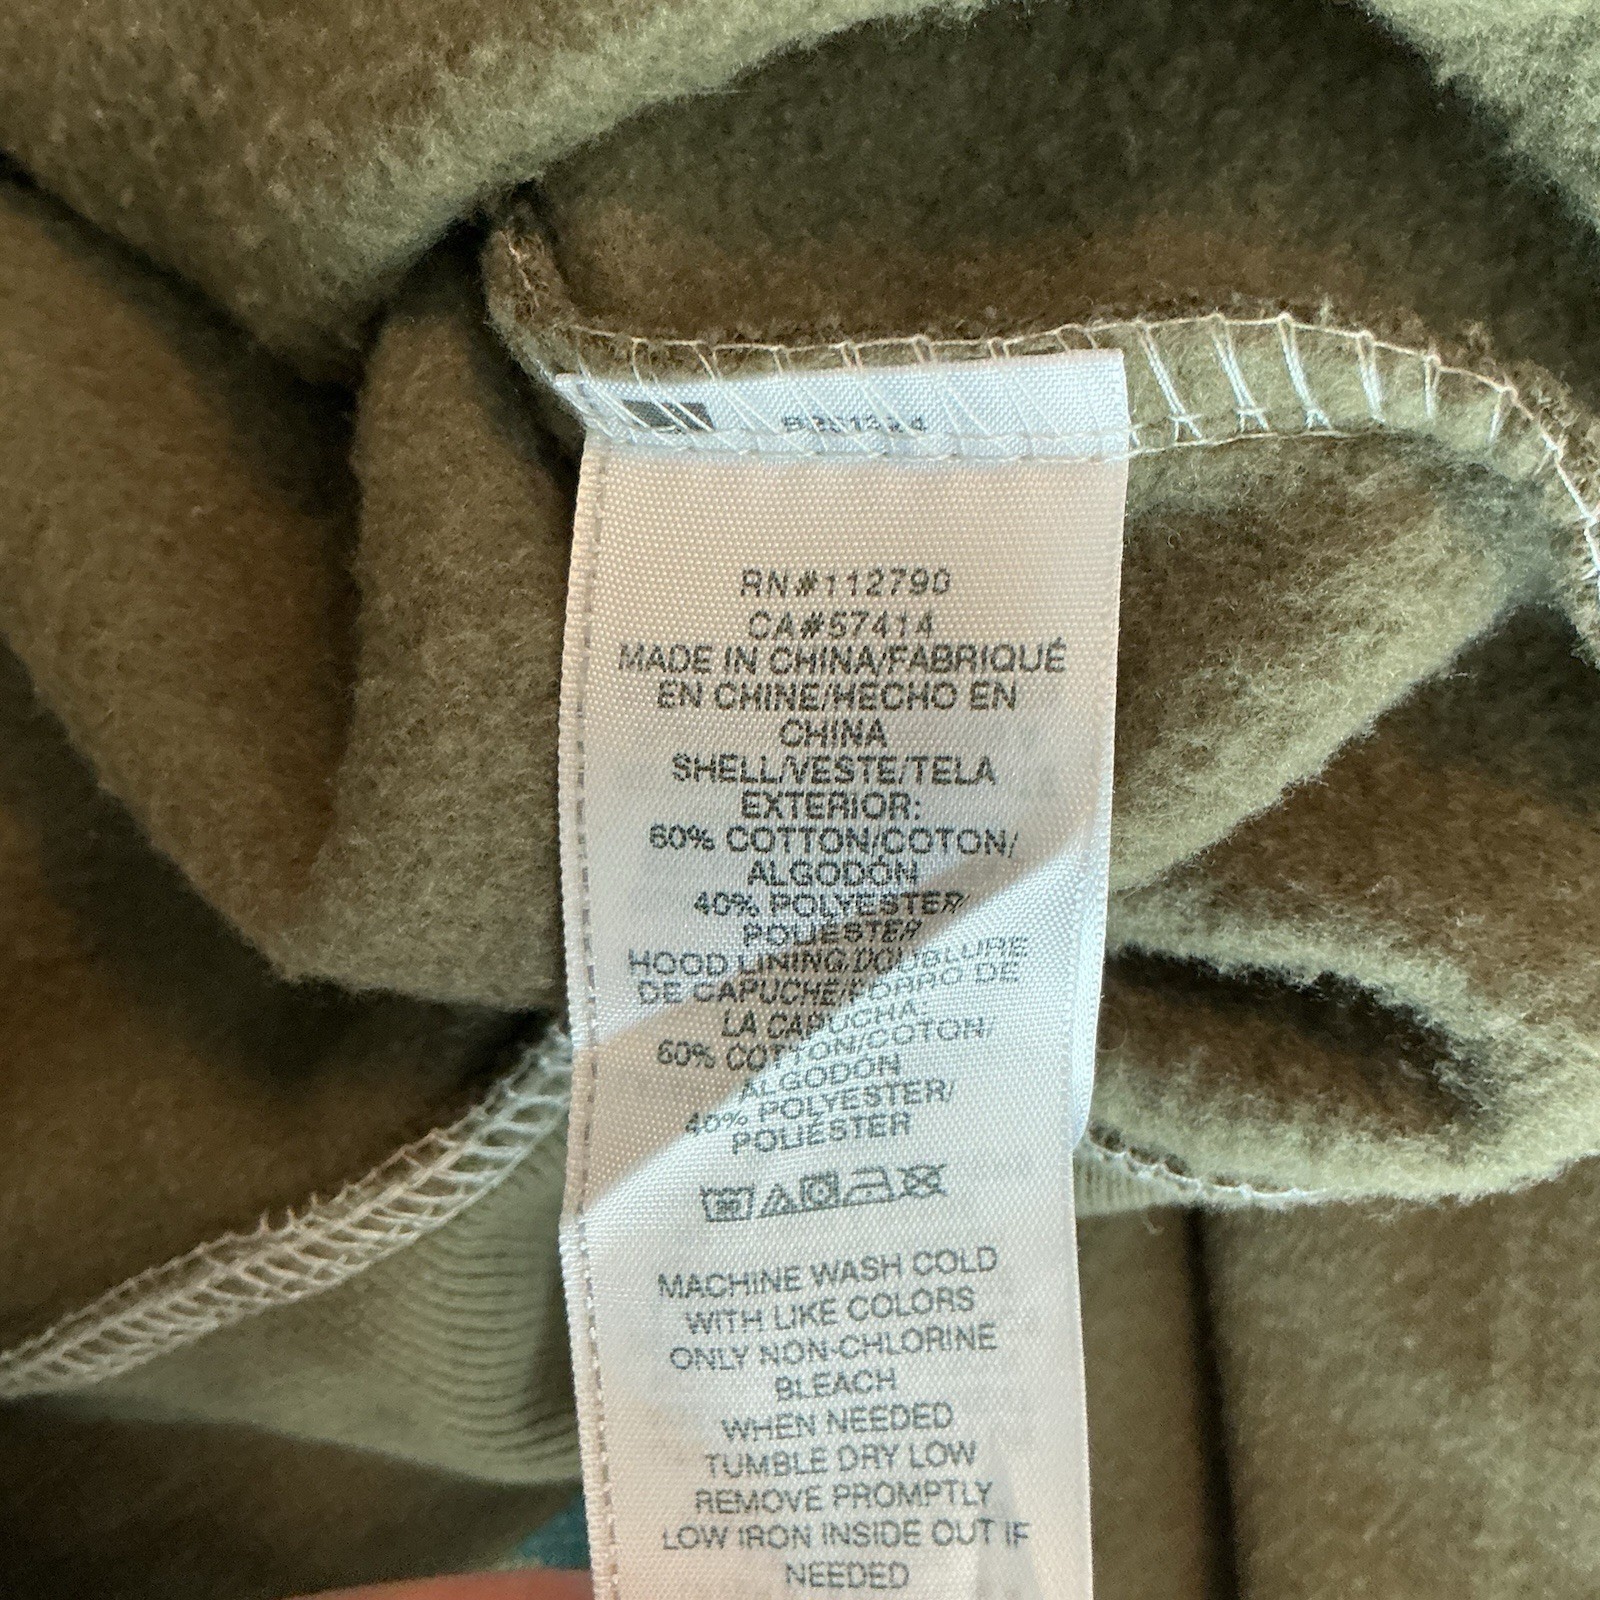 RN#112790
CA#57414
MADE IN CHINA/FABRIQUÉ
EN CHINE/HECHO EN
CHINA
SHELL/VESTE/TELA
EXTERIOR:
60% COTTON/COTON/
ALGODÓN
40% POLYESTER/
POLIÉSTER
HOOD LINING/DOUBLURE
DE CAPUCHE/FORRO DE
LA CAPUCHA:
60% COTTON/COTON/
ALGODÓN
40% POLYESTER/
POLIÉSTER
MACHINE WASH COLD
WITH LIKE COLORS
ONLY NON-CHLORINE
BLEACH
WHEN NEEDED
TUMBLE DRY LOW
REMOVE PROMPTLY
LOW IRON INSIDE OUT IF
NEEDED